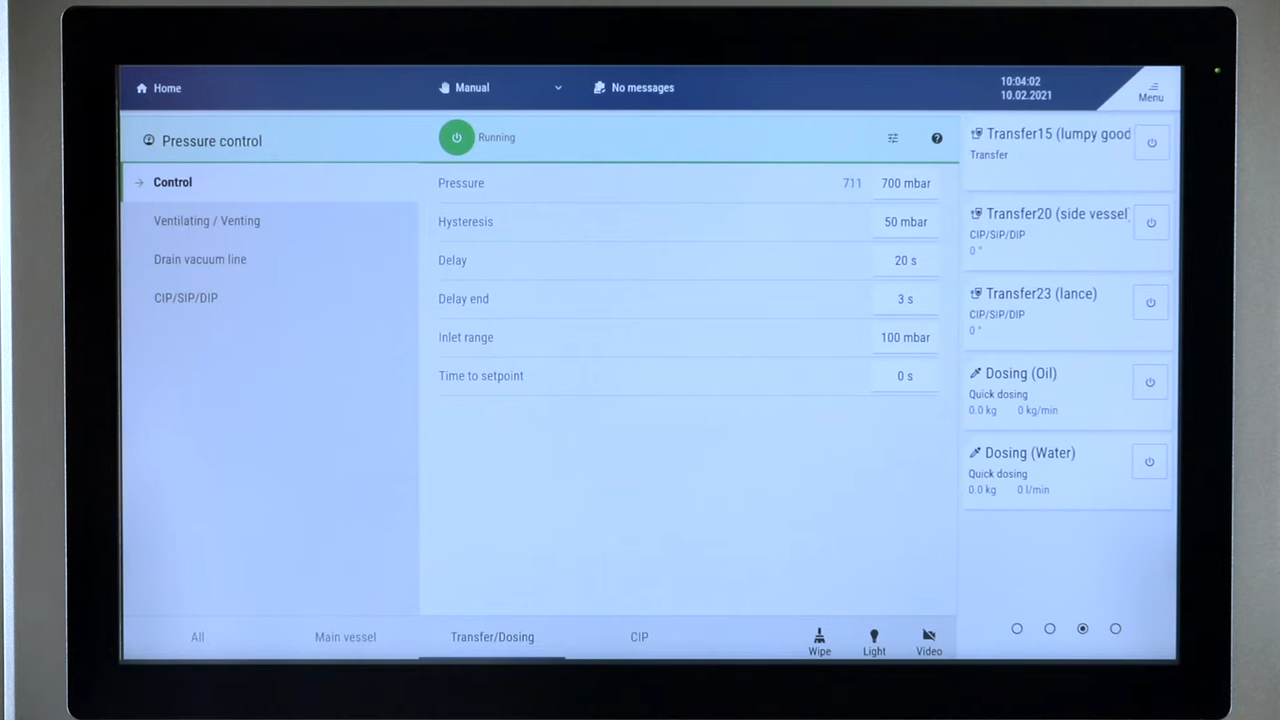 Home
Manual
No messages
10:04:02
10.02.2021
Menu
Pressure control
Running
Control
Ventilating / Venting
Drain vacuum line
CIP/SIP/DIP
Pressure 711 700 mbar
Hysteresis 50 mbar
Delay 20 s
Delay end 3 s
Inlet range 100 mbar
Time to setpoint 0 s
Transfer15 (lumpy good
Transfer
Transfer20 (side vessel)
CIP/SIP/DIP
0 °
Transfer23 (lance)
CIP/SIP/DIP
0 °
Dosing (Oil)
Quick dosing
0.0 kg 0 kg/min
Dosing (Water)
Quick dosing
0.0 kg 0 l/min
All
Main vessel
Transfer/Dosing
CIP
Wipe
Light
Video